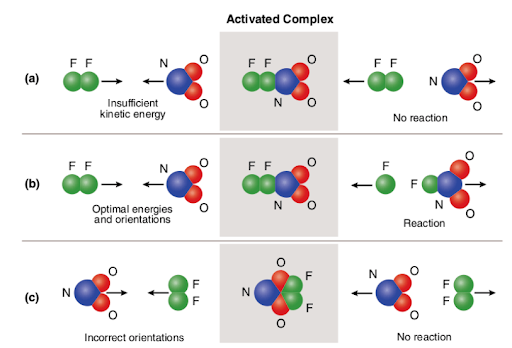 Activated Complex
(a)
F F
N
O
O
Insufficient
kinetic energy
F F
O
N
O
F F
N
O
O
No reaction
(b)
F F
N
O
O
Optimal energies
and orientations
F F
O
N
O
F
F
O
N
O
Reaction
(c)
N
O
O
F
F
Incorrect orientations
N
O
F
F
O
N
O
O
F
F
No reaction